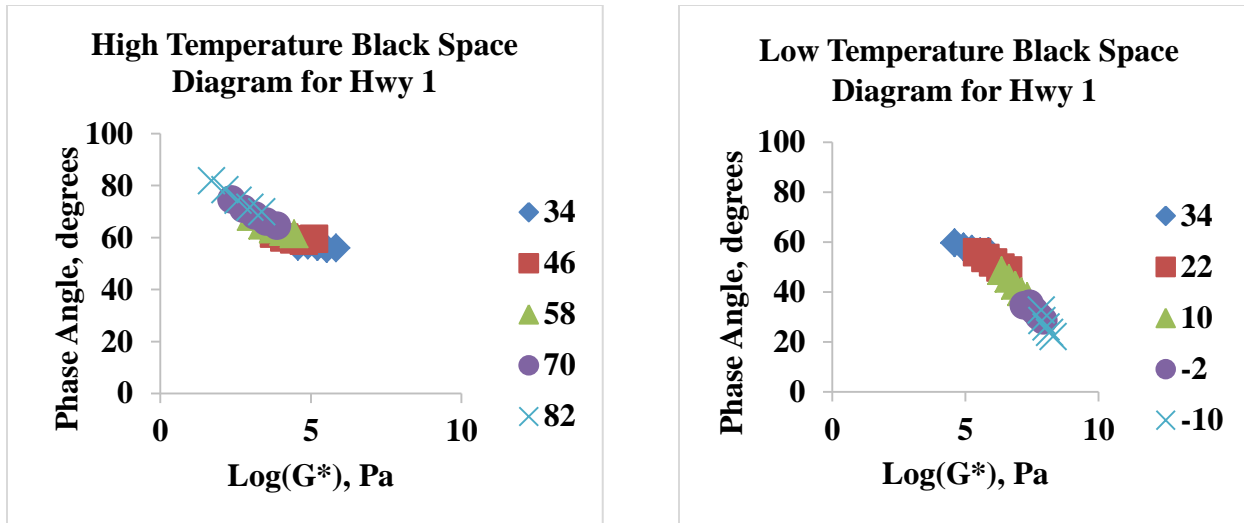 High Temperature Black Space
Diagram for Hwy 1
Phase Angle, degrees
100
80
60
40
20
0
0 5 10
Log(G*), Pa
34
46
58
70
82
Low Temperature Black Space
Diagram for Hwy 1
Phase Angle, degrees
100
80
60
40
20
0
0 5 10
Log(G*), Pa
34
22
10
-2
-10